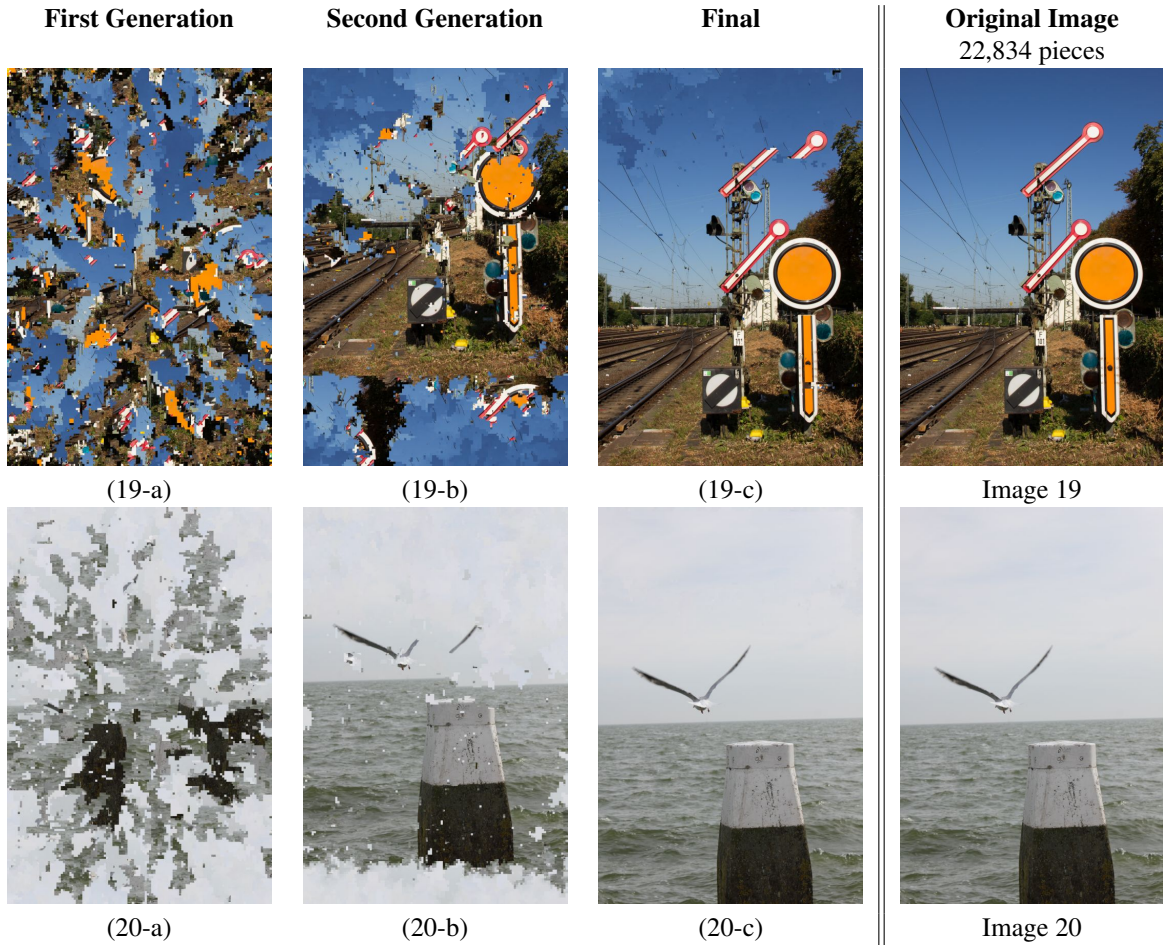 First Generation
Second Generation
Final
Original Image
22,834 pieces
(19-a)
(19-b)
(19-c)
Image 19
(20-a)
(20-b)
(20-c)
Image 20